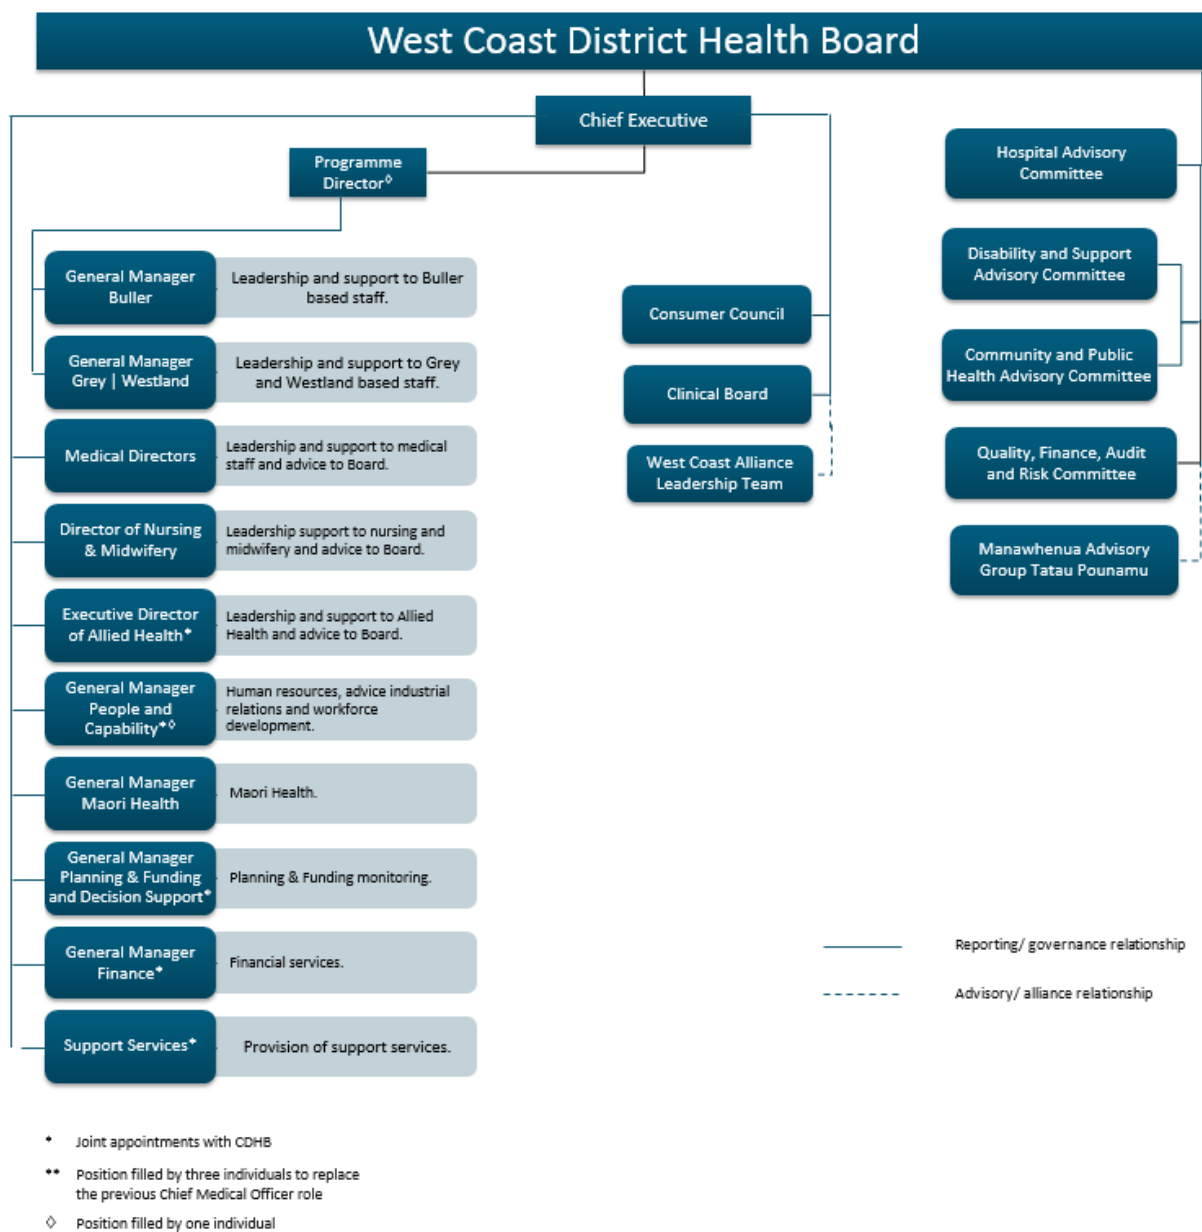 West Coast District Health Board
Chief Executive
Programme
Director◊
General Manager
Buller
Leadership and support to Buller
based staff.
General Manager
Grey | Westland
Leadership and support to Grey
and Westland based staff.
Medical Directors
Leadership and support to medical
staff and advice to Board.
Director of Nursing
& Midwifery
Leadership support to nursing and
midwifery and advice to Board.
Executive Director
of Allied Health*
Leadership and support to Allied
Health and advice to Board.
General Manager
People and
Capability*◊
Human resources, advice industrial
relations and workforce
development.
General Manager
Maori Health
Maori Health.
General Manager
Planning & Funding
and Decision Support*
Planning & Funding monitoring.
General Manager
Finance*
Financial services.
Support Services*
Provision of support services.
Consumer Council
Clinical Board
West Coast Alliance
Leadership Team
Hospital Advisory
Committee
Disability and Support
Advisory Committee
Community and Public
Health Advisory Committee
Quality, Finance, Audit
and Risk Committee
Manawhenua Advisory
Group Tatau Pounamu
Reporting/ governance relationship
Advisory/ alliance relationship
* Joint appointments with CDHB
** Position filled by three individuals to replace
the previous Chief Medical Officer role
◊ Position filled by one individual